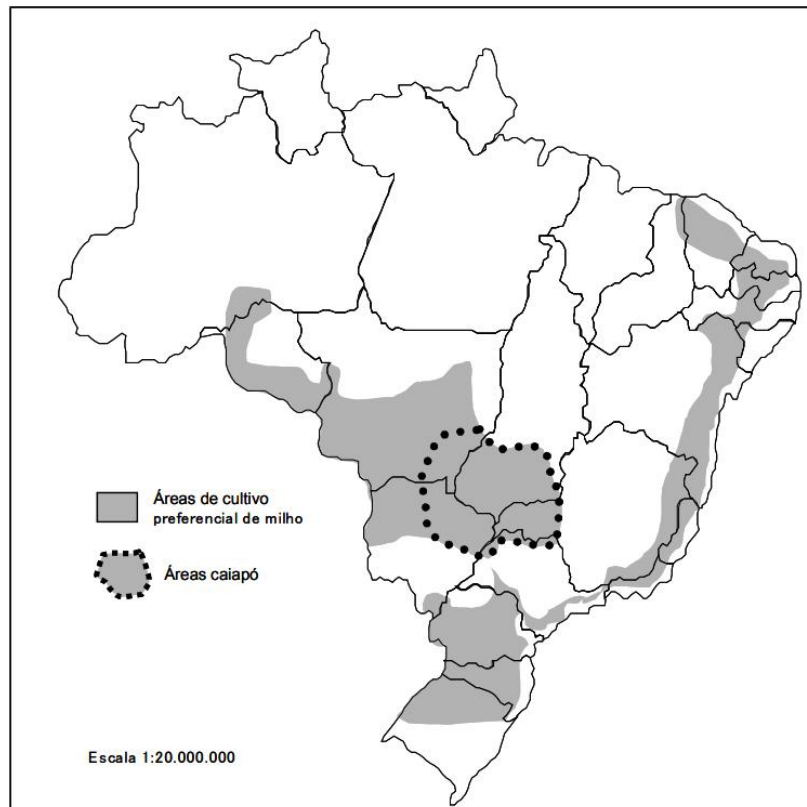 Áreas de cultivo
preferencial de milho
Áreas caiapó
Escala 1:20.000.000